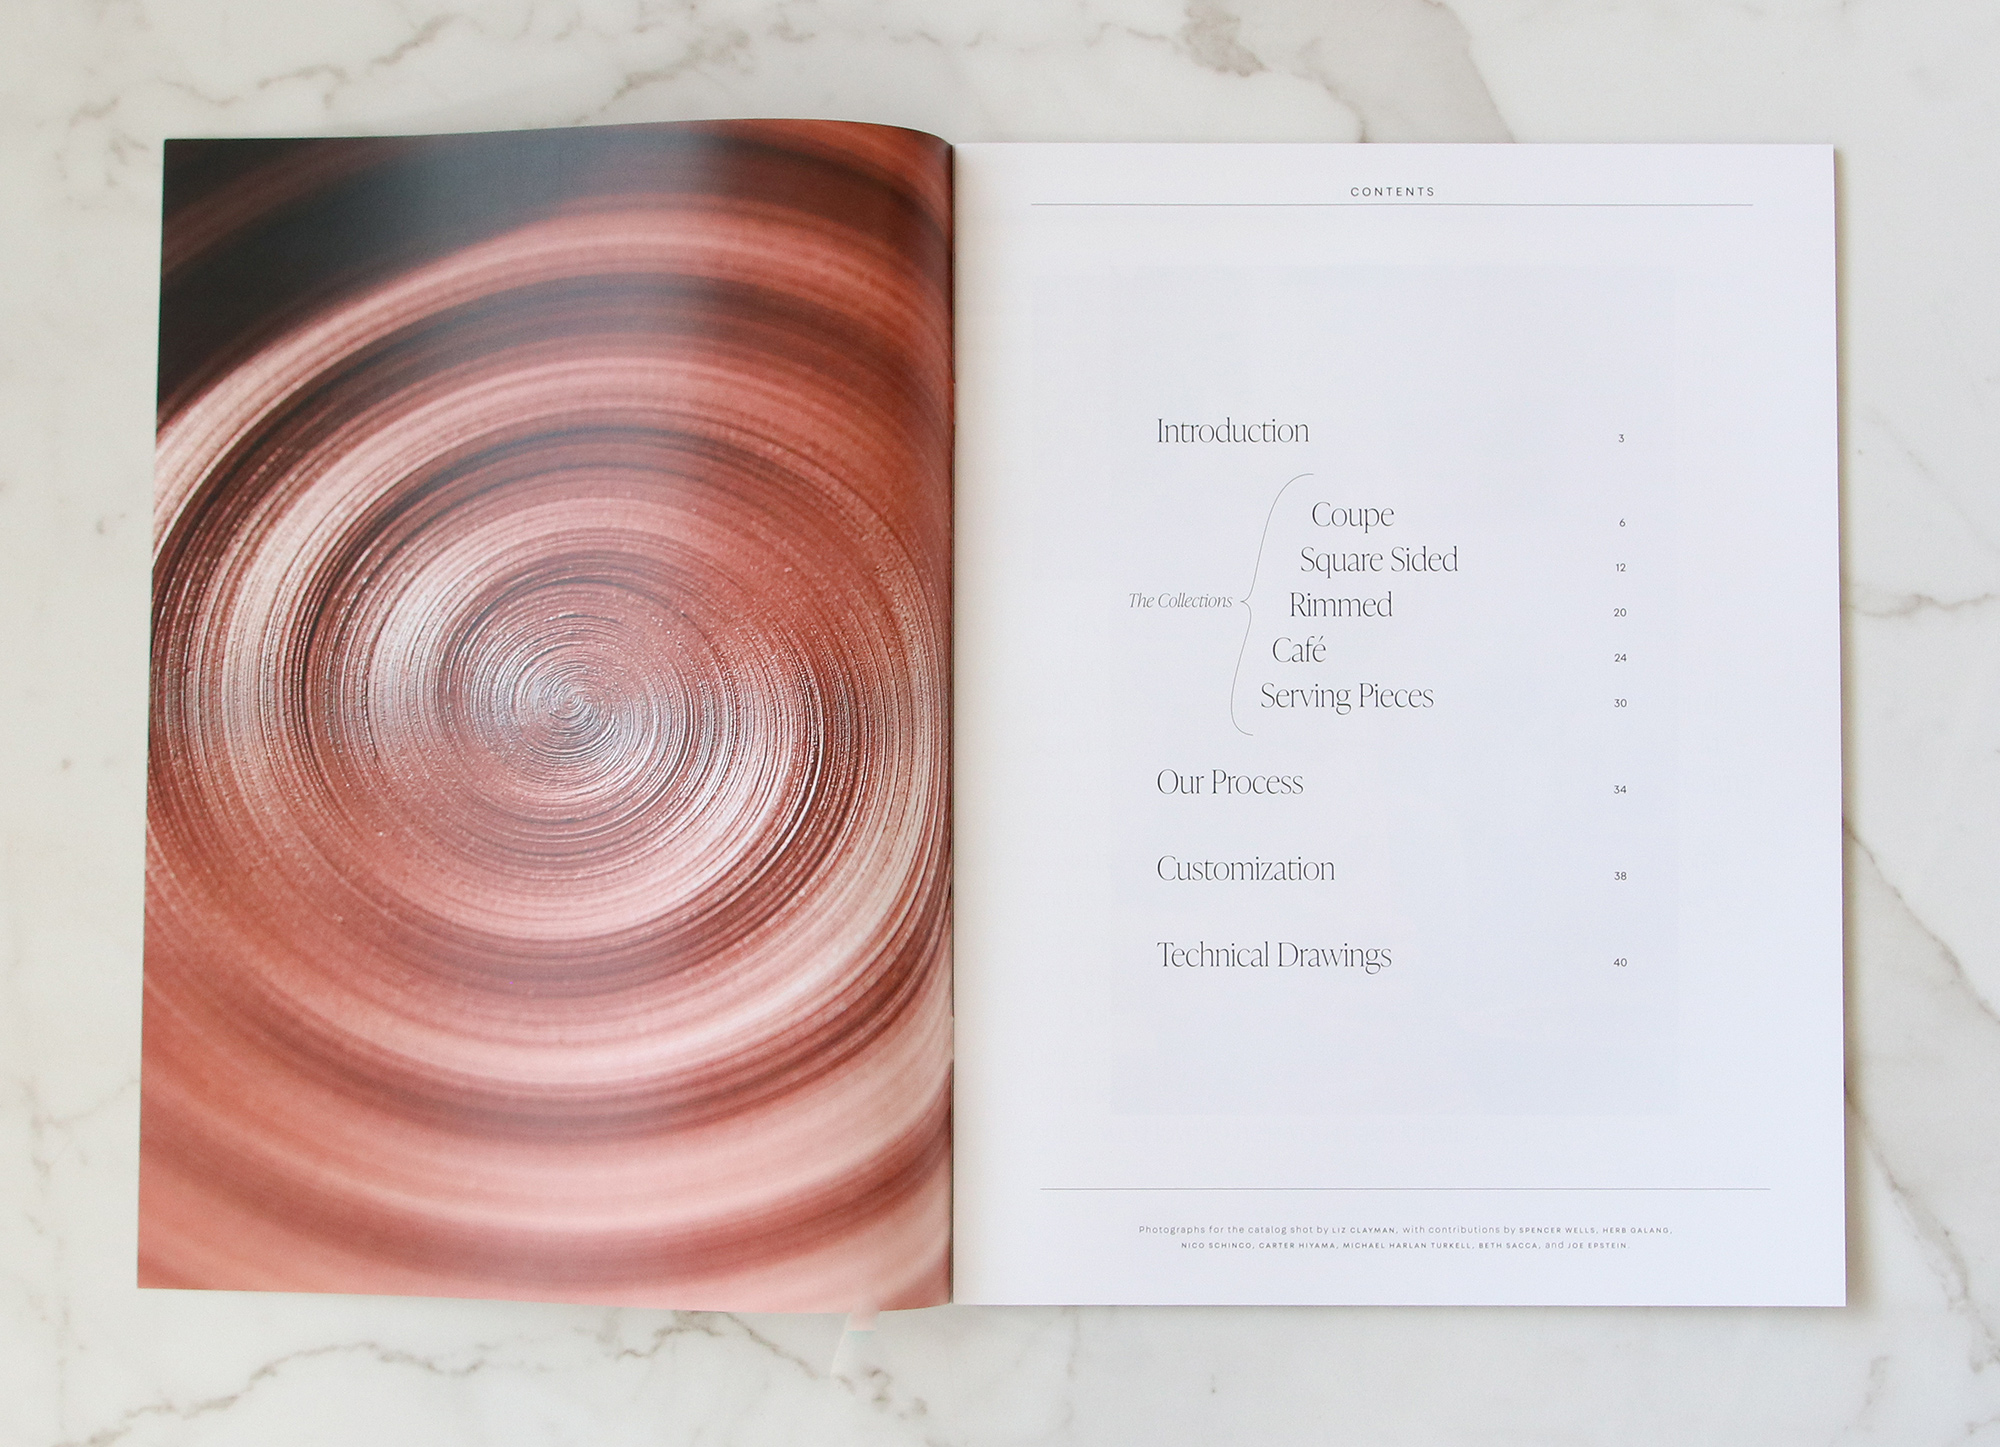 CONTENTS
Introduction 3
Coupe 6
Square Sided 12
The Collections
Rimmed 20
Café 24
Serving Pieces 30
Our Process 34
Customization 38
Technical Drawings 40
Photographs for the catalog shot by LIZ CLAYMAN, with contributions by SPENCER WELLS, HERB GALANG,
NICO SCHINCO, CARTER HIYAMA, MICHAEL HARLAN TURKELL, BETH SACCA, and JOE EPSTEIN.